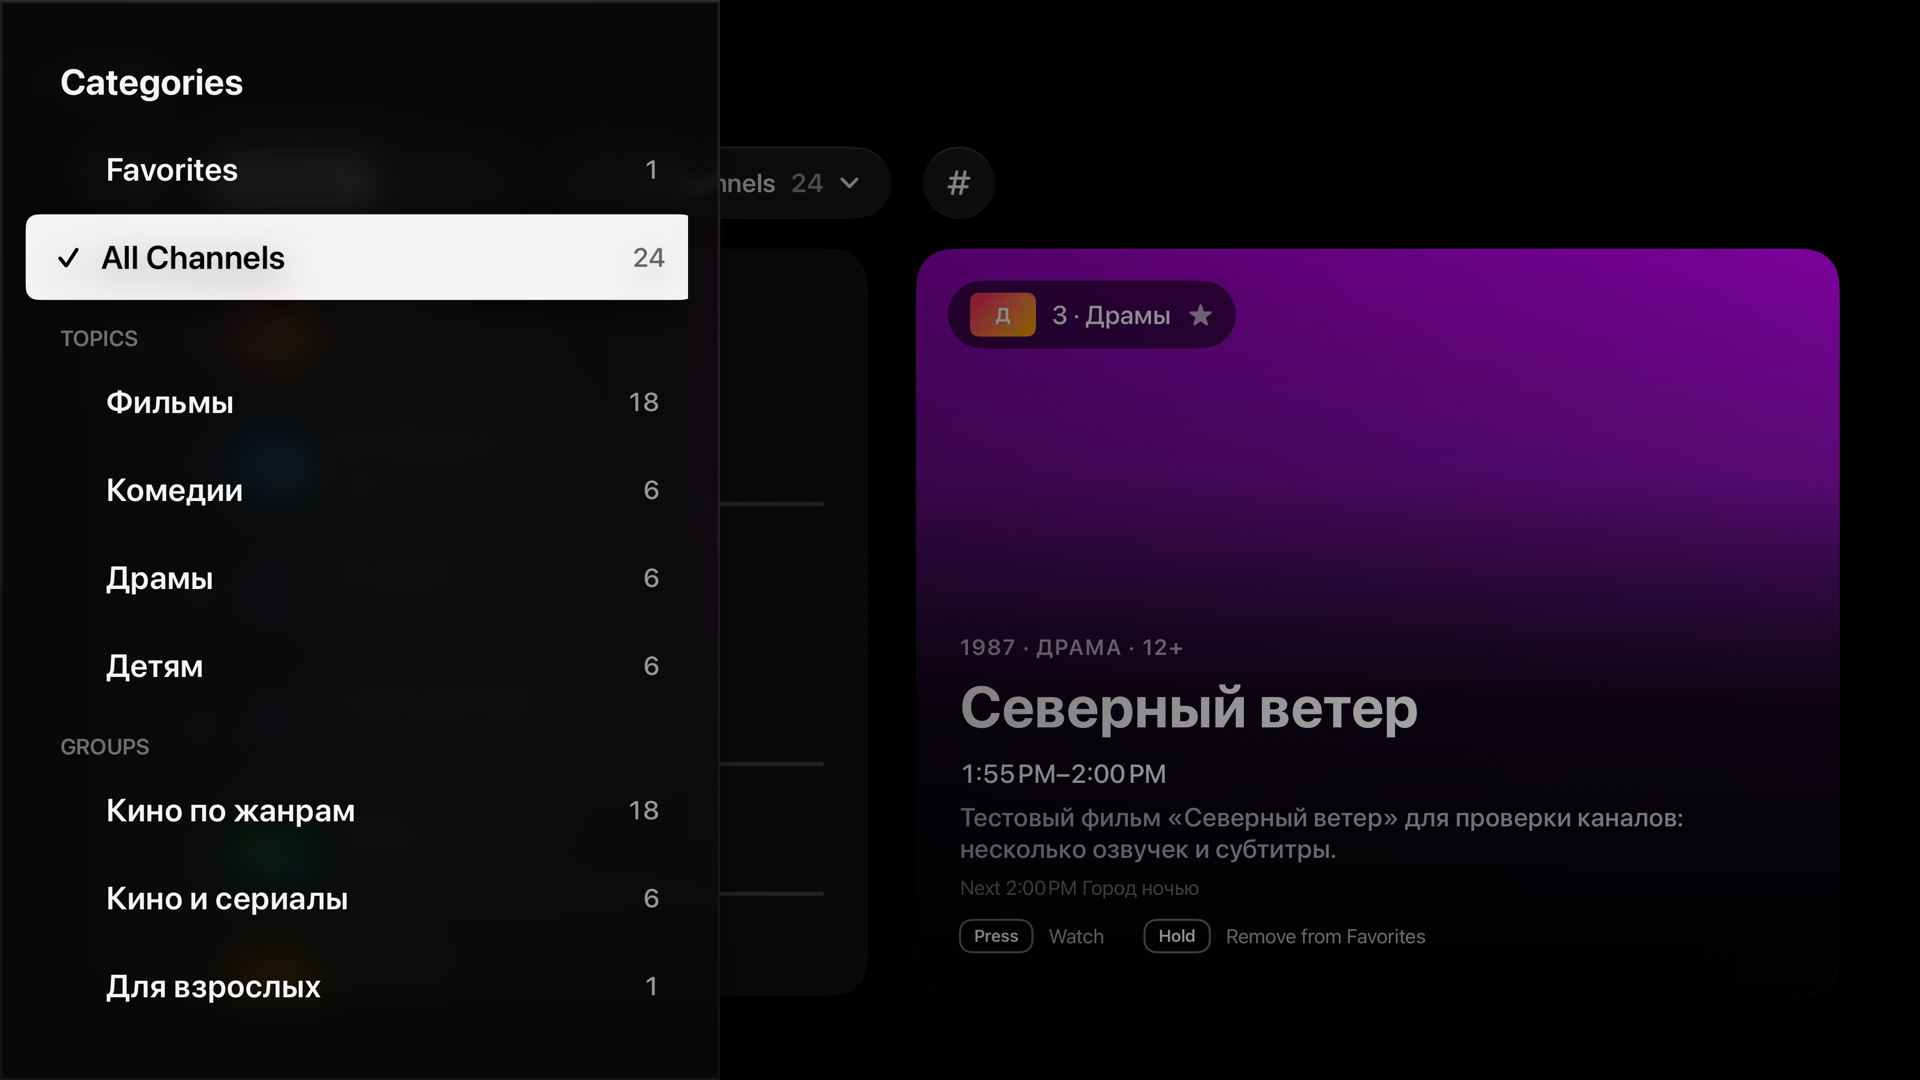 Categories
Favorites 1
✓ All Channels 24
TOPICS
Фильмы 18
Комедии 6
Драмы 6
Детям 6
GROUPS
Кино по жанрам 18
Кино и сериалы 6
Для взрослых 1
24
#
Д 3 · Драмы ★
1987 · ДРАМА · 12+
Северный ветер
1:55 PM–2:00 PM
Тестовый фильм «Северный ветер» для проверки каналов:
несколько озвучек и субтитры.
Next 2:00 PM Город ночью
Press Watch Hold Remove from Favorites